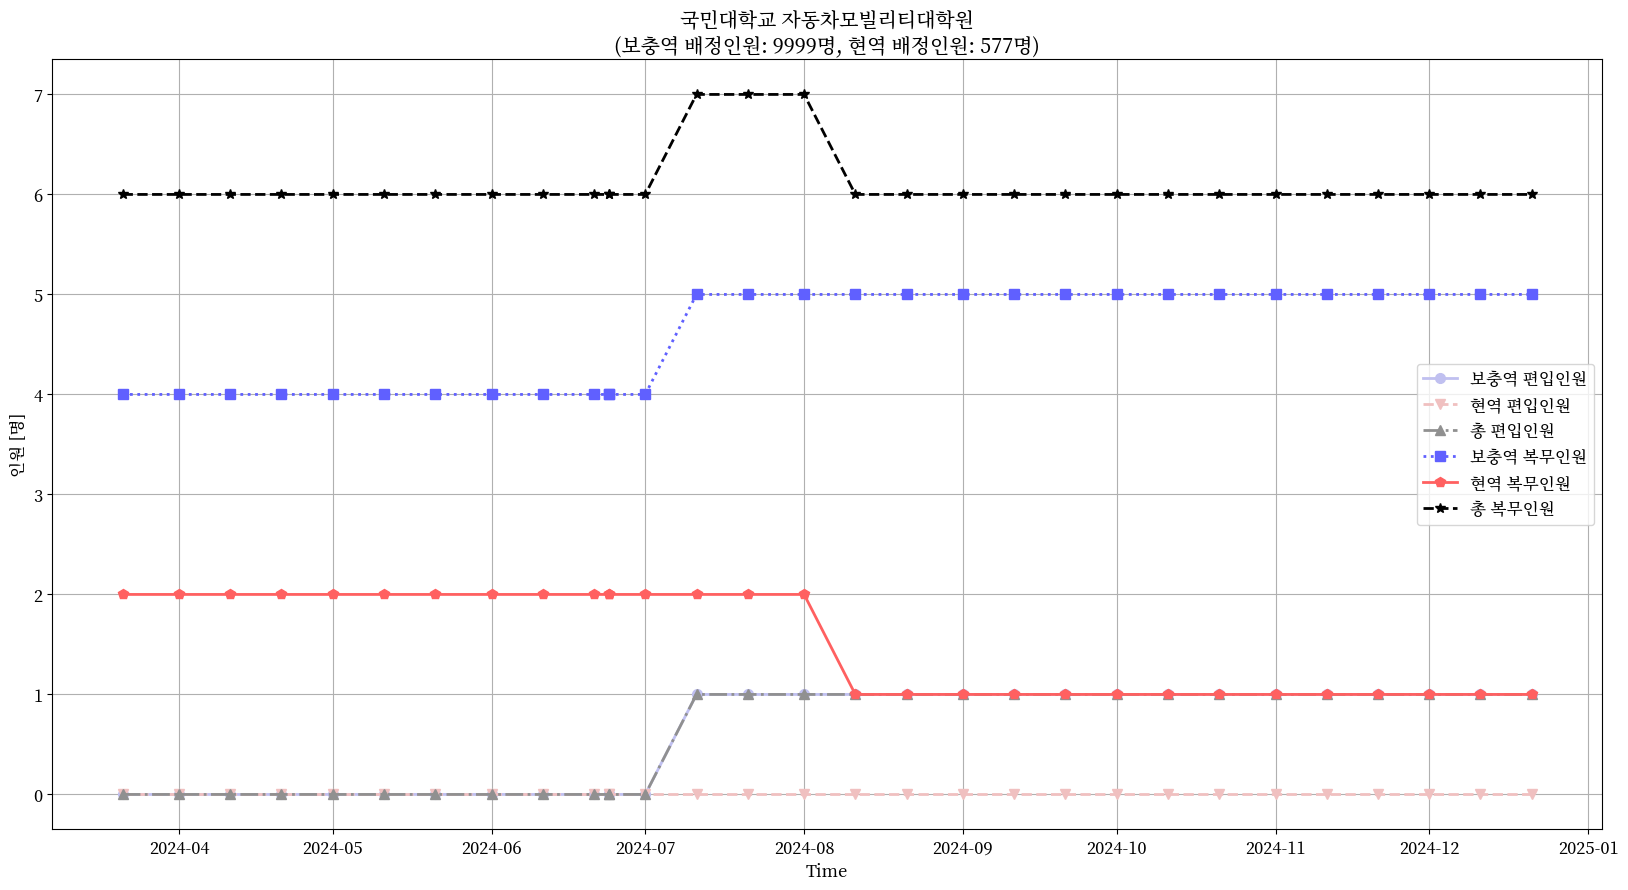 국민대학교 자동차모빌리티대학원
(보충역 배정인원: 9999명, 현역 배정인원: 577명)
7
6
5
4
3
2
1
0
인원 [명]
보충역 편입인원
현역 편입인원
총 편입인원
보충역 복무인원
현역 복무인원
총 복무인원
2024-04 2024-05 2024-06 2024-07 2024-08 2024-09 2024-10 2024-11 2024-12 2025-01
Time